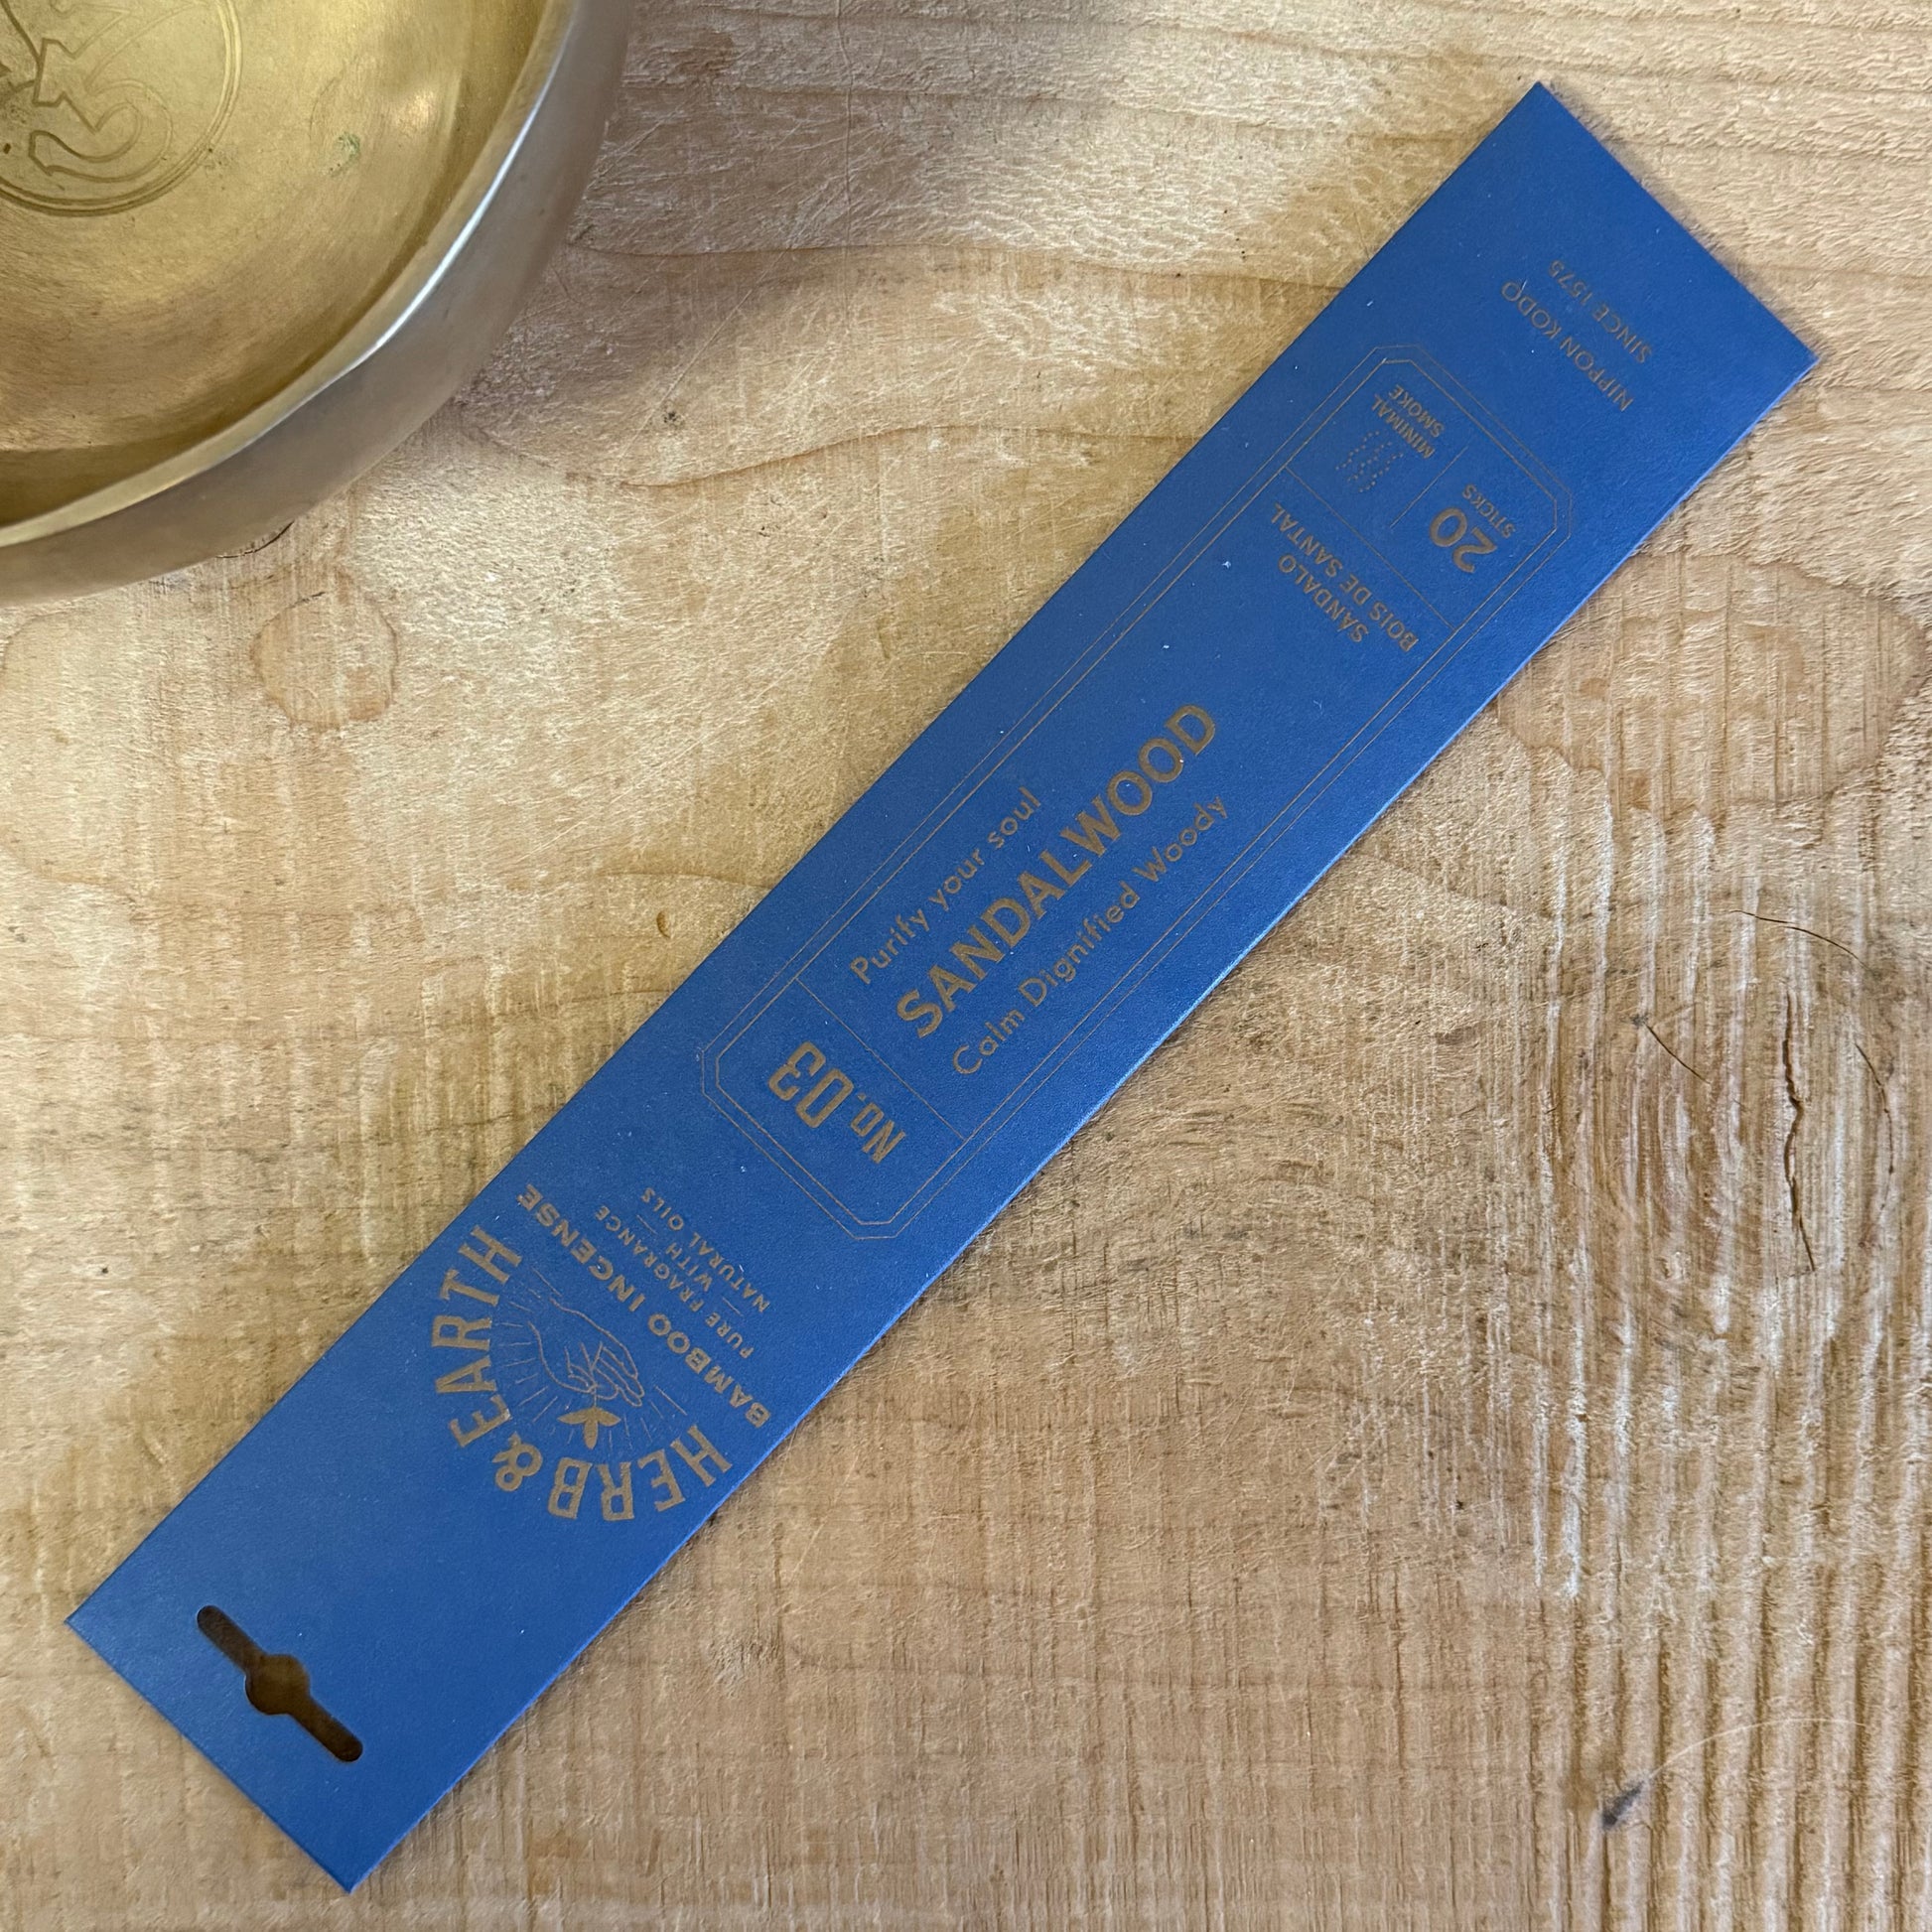 HERB & EARTH
BAMBOO INCENSE
PURE FRAGRANCE
WITH
NATURAL OILS
No.03
Purify your soul
SANDALWOOD
Calm Dignified Woody
SÁNDALO
BOIS DE SANTAL
20
STICKS
MINIMAL
SMOKE
NIPPON KODO
SINCE 1575